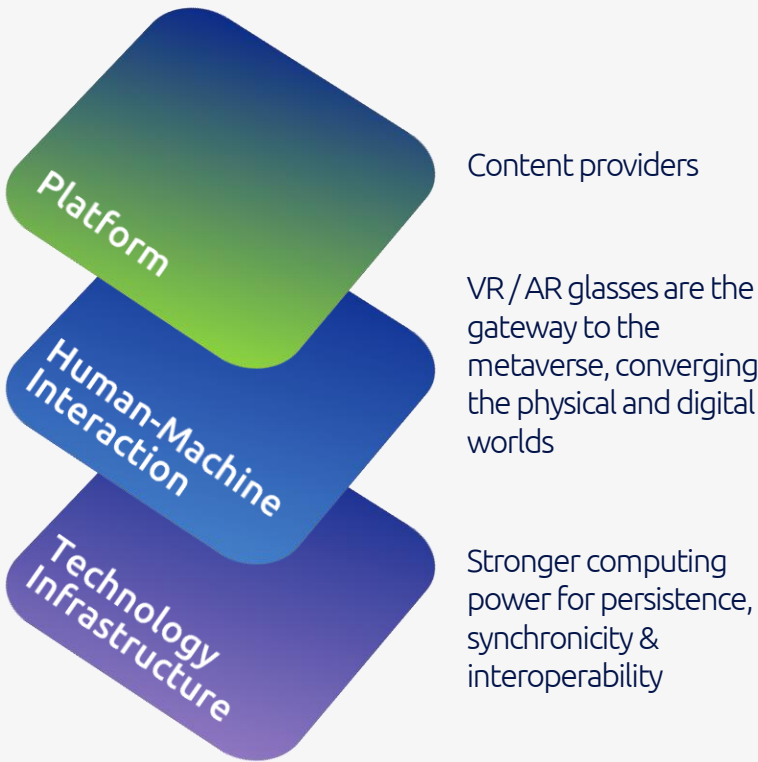 Platform
Content providers
Human-Machine
Interaction
VR / AR glasses are the
gateway to the
metaverse, converging
the physical and digital
worlds
Technology
Infrastructure
Stronger computing
power for persistence,
synchronicity &
interoperability